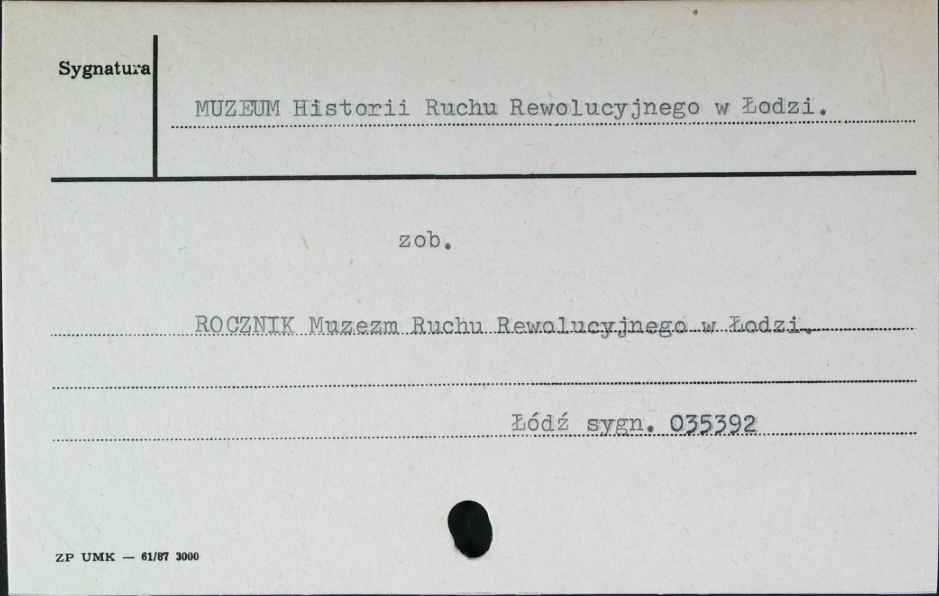 Sygnatura
MUZEUM Historii Ruchu Rewolucyjnego w Łodzi.
zob.
ROCZNIK Muzezm Ruchu Rewolucyjnego w Łodzi.
Łódź sygn. 035392
ZP UMK — 61/87 3000